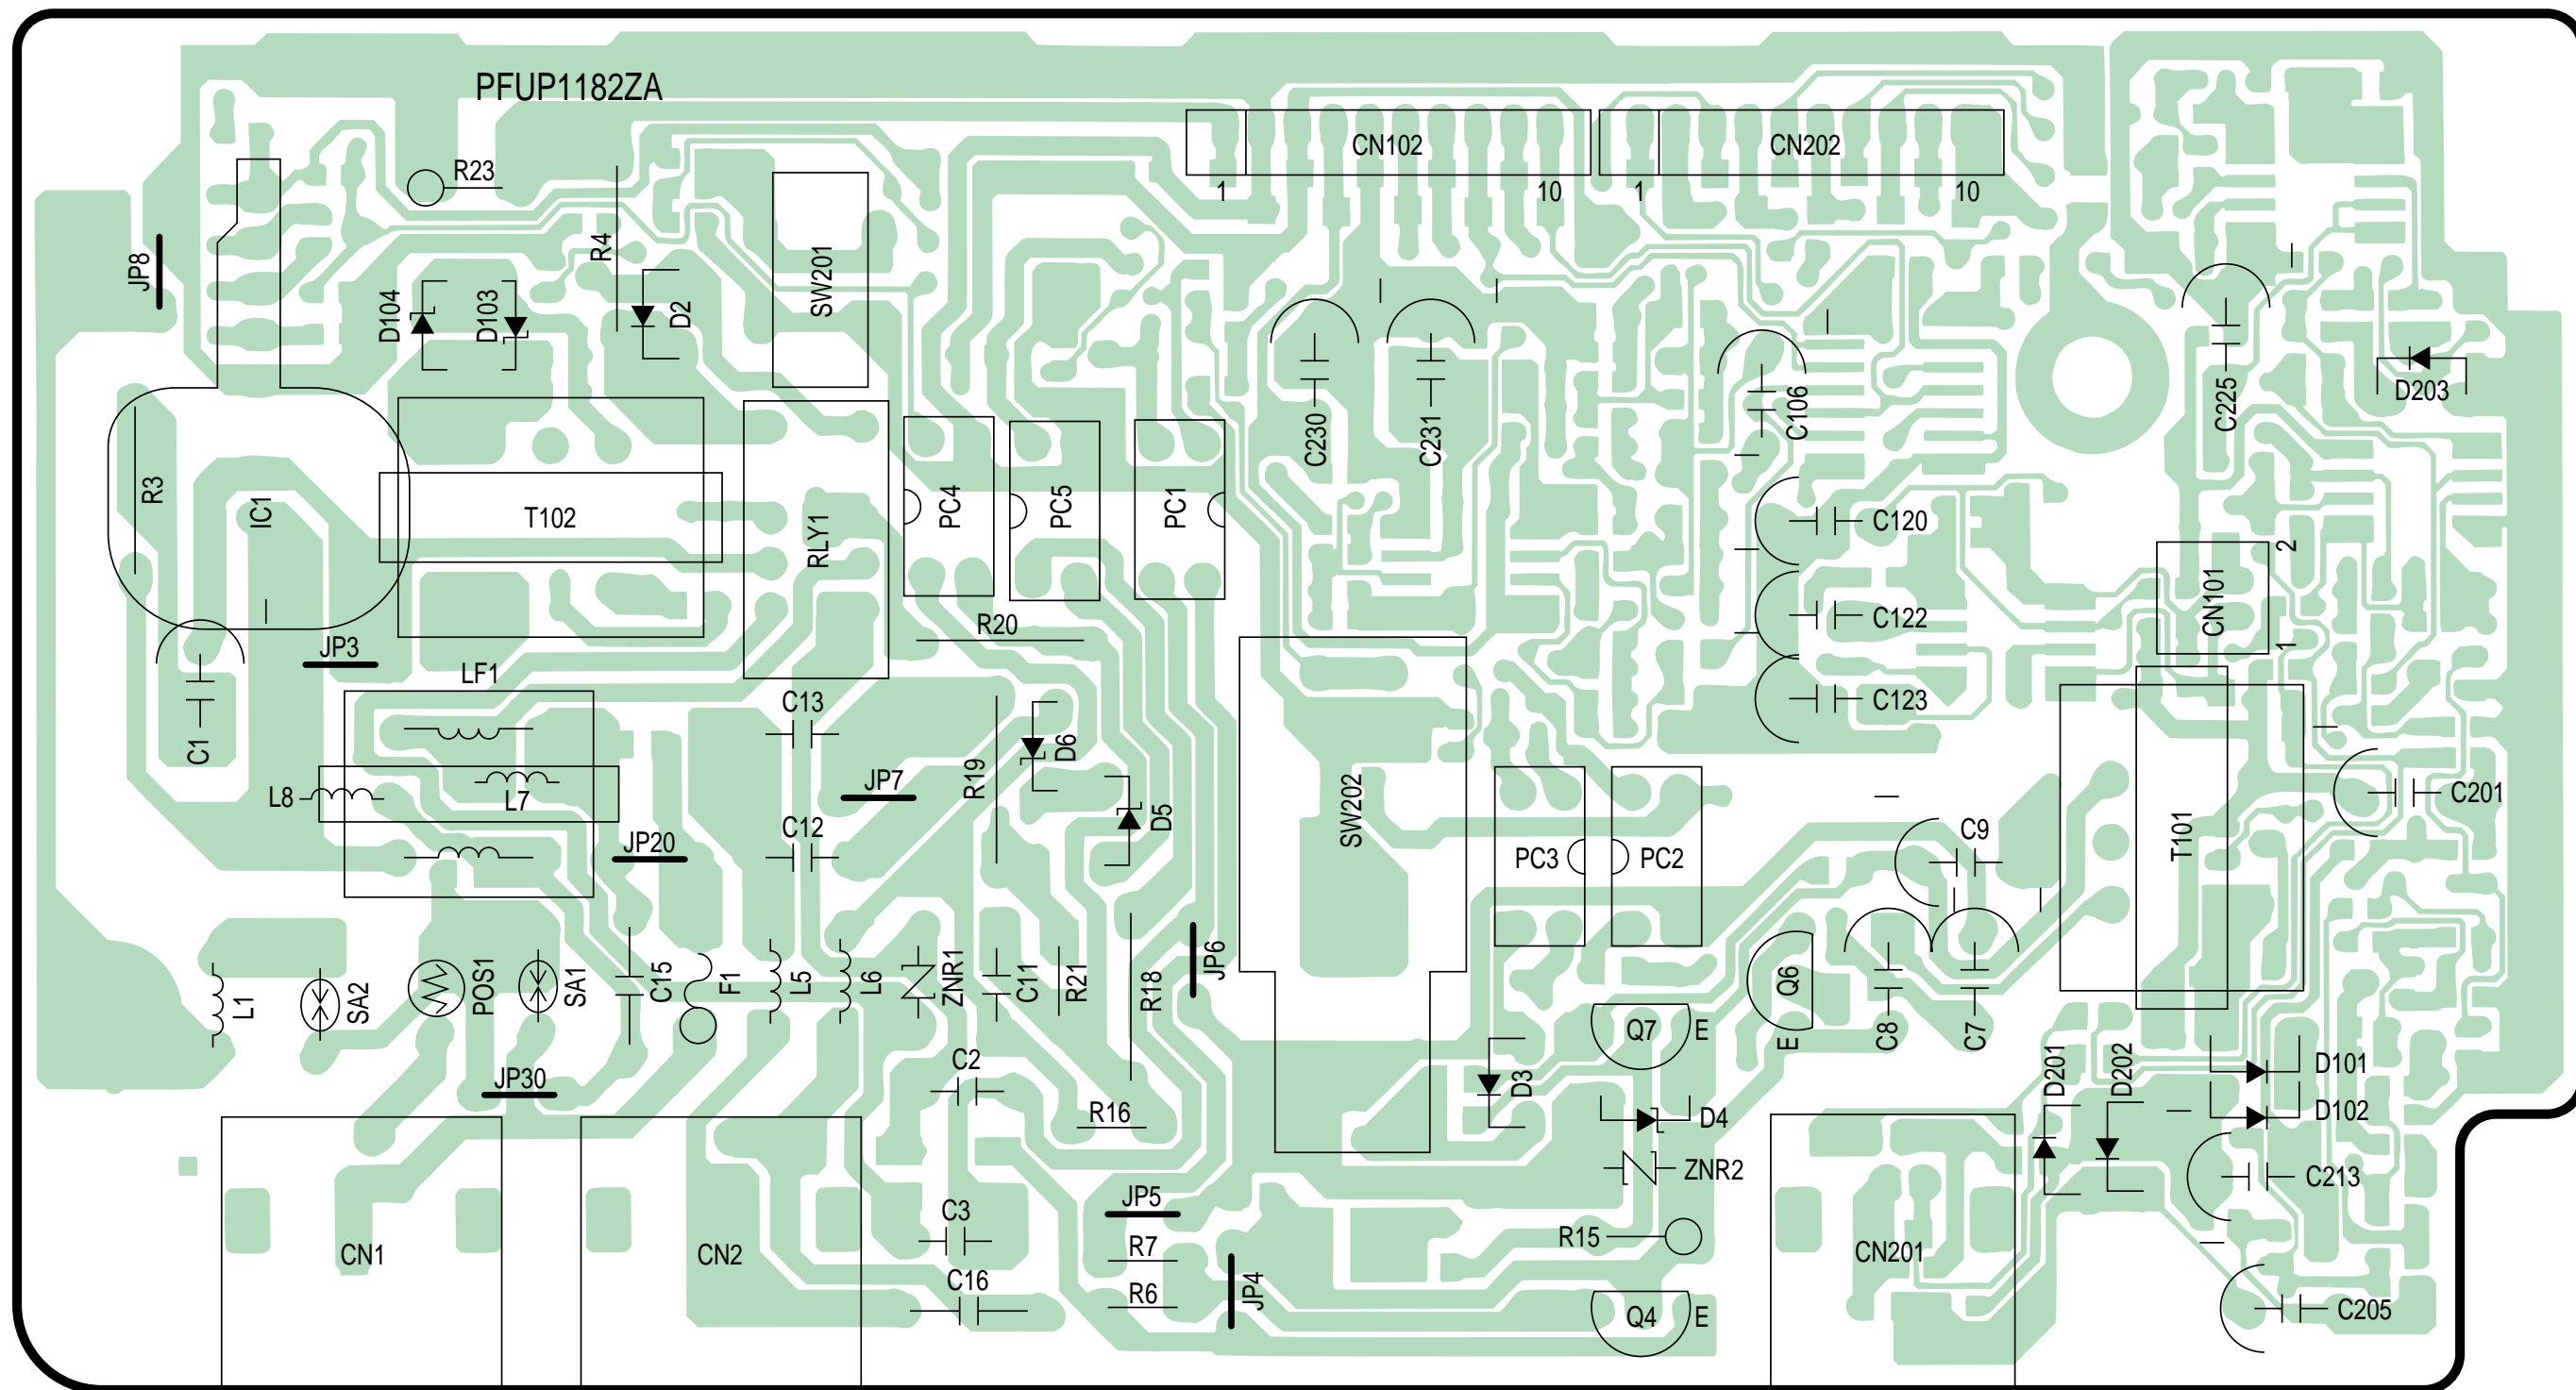 PFUP1182ZA
CN102
CN202
R23
1
10
1
10
JP8
R4
SW201
D104
D103
D2
C230
C231
C106
C225
D203
R3
IC1
T102
RLY1
PC4
PC5
PC1
C120
2
CN101
C122
R20
JP3
1
LF1
C13
C123
C1
D6
R19
L8
L7
JP7
D5
SW202
C201
C12
JP20
PC3
PC2
C9
T101
L1
SA2
POS1
SA1
C15
F1
L5
L6
ZNR1
C11
R21
R18
JP6
Q7
E
Q6
E
C8
C7
C2
JP30
D3
D201
D202
D101
R16
D4
D102
ZNR2
C213
JP5
C3
R15
CN1
CN2
R7
CN201
C16
R6
JP4
Q4
E
C205